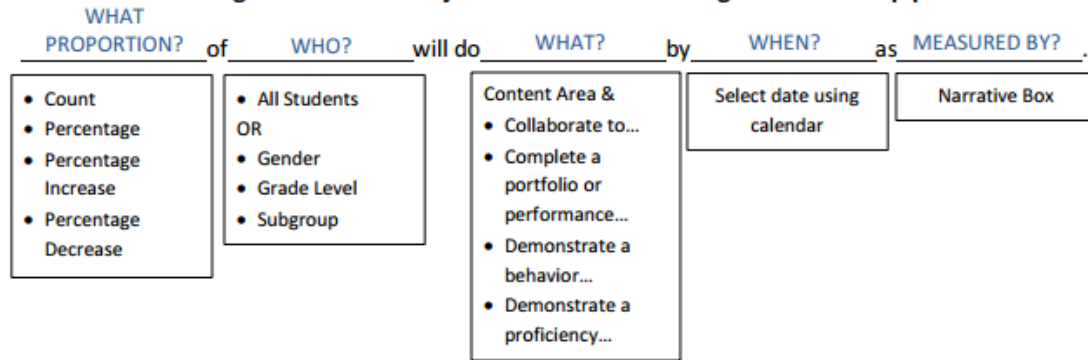 WHAT
PROPORTION? of WHO? will do WHAT? by WHEN? as MEASURED BY? .
• Count
• Percentage
• Percentage
Increase
• Percentage
Decrease
• All Students
OR
• Gender
• Grade Level
• Subgroup
Content Area &
• Collaborate to…
• Complete a
portfolio or
performance…
• Demonstrate a
behavior…
• Demonstrate a
proficiency…
Select date using
calendar
Narrative Box